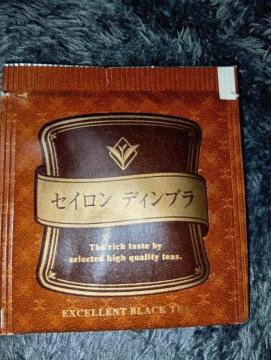 セイロン ディンブラ
The rich taste by
selected high quality teas.
EXCELLENT BLACK TEA